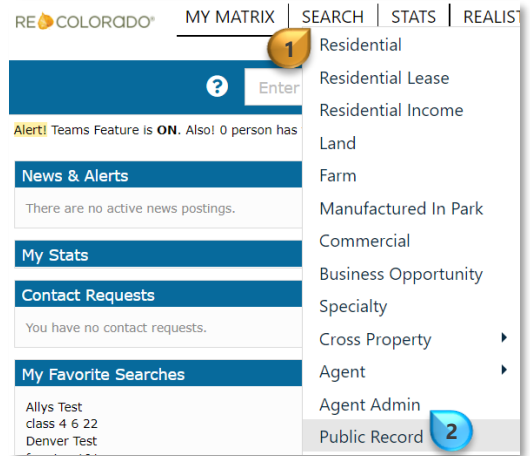 RECOLORADO®
MY MATRIX SEARCH STATS REALIST
1
Residential
? Enter
Residential Lease
Residential Income
Alert! Teams Feature is ON. Also! 0 person has
Land
News & Alerts
Farm
There are no active news postings.
Manufactured In Park
My Stats
Commercial
Business Opportunity
Contact Requests
Specialty
You have no contact requests.
Cross Property
My Favorite Searches
Agent
Allys Test
Agent Admin
class 4 6 22
Denver Test
Public Record 2